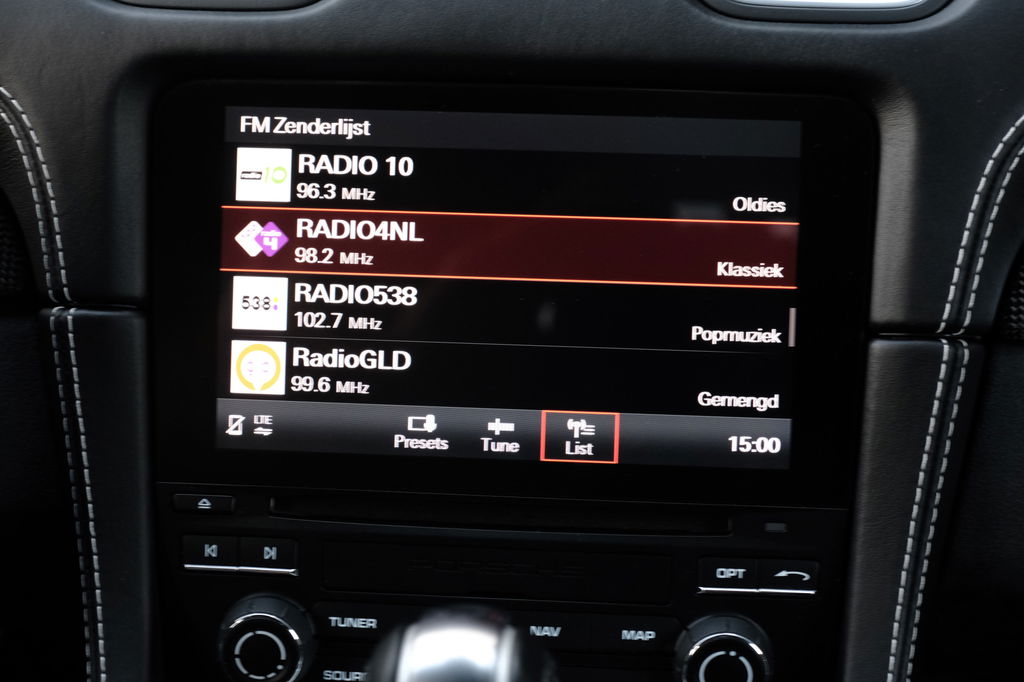 FM Zenderlijst
RADIO 10
96.3 MHz
Oldies
RADIO4NL
98.2 MHz
Klassiek
538
RADIO538
102.7 MHz
Popmuziek
RadioGLD
99.6 MHz
Gemengd
LTE
Presets
Tune
List
15:00
PORSCHE
OPT
TUNER
NAV
MAP